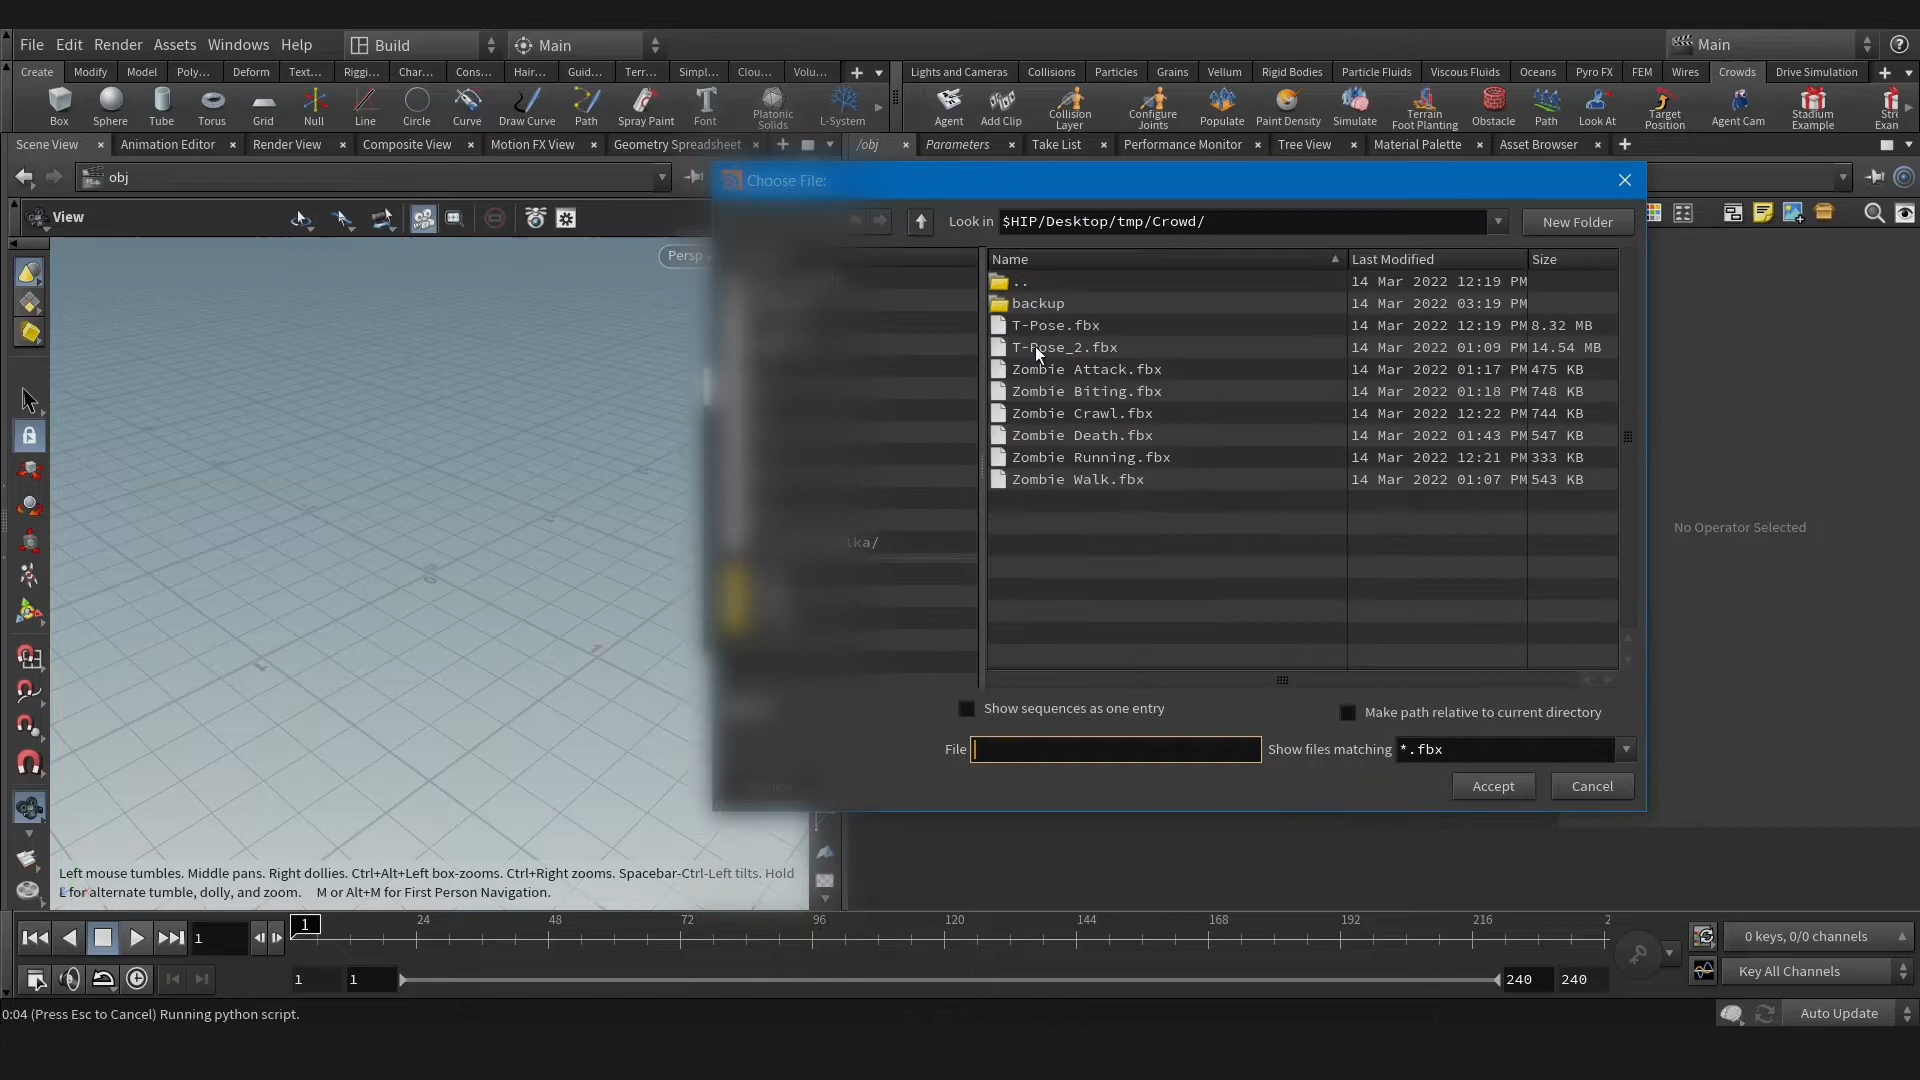 File Edit Render Assets Windows Help Build Main Main
Create Modify Model Poly... Deform Text... Riggi... Char... Cons... Hair... Guid... Terr... Simpl... Clou... Volu... Lights and Cameras Collisions Particles Grains Vellum Rigid Bodies Particle Fluids Viscous Fluids Oceans Pyro FX FEM Wires Crowds Drive Simulation
Box Sphere Tube Torus Grid Null Line Circle Curve Draw Curve Path Spray Paint Font Platonic Solids L-System Agent Add Clip Collision Layer Configure Joints Populate Paint Density Simulate Terrain Foot Planting Obstacle Path Look At Target Position Agent Cam Stadium Example
Scene View Animation Editor Render View Composite View Motion FX View Geometry Spreadsheet /obj Parameters Take List Performance Monitor Tree View Material Palette Asset Browser
obj
Choose File:
View
Look in $HIP/Desktop/tmp/Crowd/ New Folder
Persp
Name Last Modified Size
.. 14 Mar 2022 12:19 PM
backup 14 Mar 2022 03:19 PM
T-Pose.fbx 14 Mar 2022 12:19 PM 8.32 MB
T-Pose_2.fbx 14 Mar 2022 01:09 PM 14.54 MB
Zombie Attack.fbx 14 Mar 2022 01:17 PM 475 KB
Zombie Biting.fbx 14 Mar 2022 01:18 PM 748 KB
Zombie Crawl.fbx 14 Mar 2022 12:22 PM 744 KB
Zombie Death.fbx 14 Mar 2022 01:43 PM 547 KB
Zombie Running.fbx 14 Mar 2022 12:21 PM 333 KB
Zombie Walk.fbx 14 Mar 2022 01:07 PM 543 KB
No Operator Selected
lka/
Show sequences as one entry Make path relative to current directory
File Show files matching *.fbx
Accept Cancel
Left mouse tumbles. Middle pans. Right dollies. Ctrl+Alt+Left box-zooms. Ctrl+Right zooms. Spacebar-Ctrl-Left tilts. Hold
L for alternate tumble, dolly, and zoom. M or Alt+M for First Person Navigation.
1 1 24 48 72 96 120 144 168 192 216 2 0 keys, 0/0 channels
1 1 240 240 Key All Channels
0:04 (Press Esc to Cancel) Running python script. Auto Update